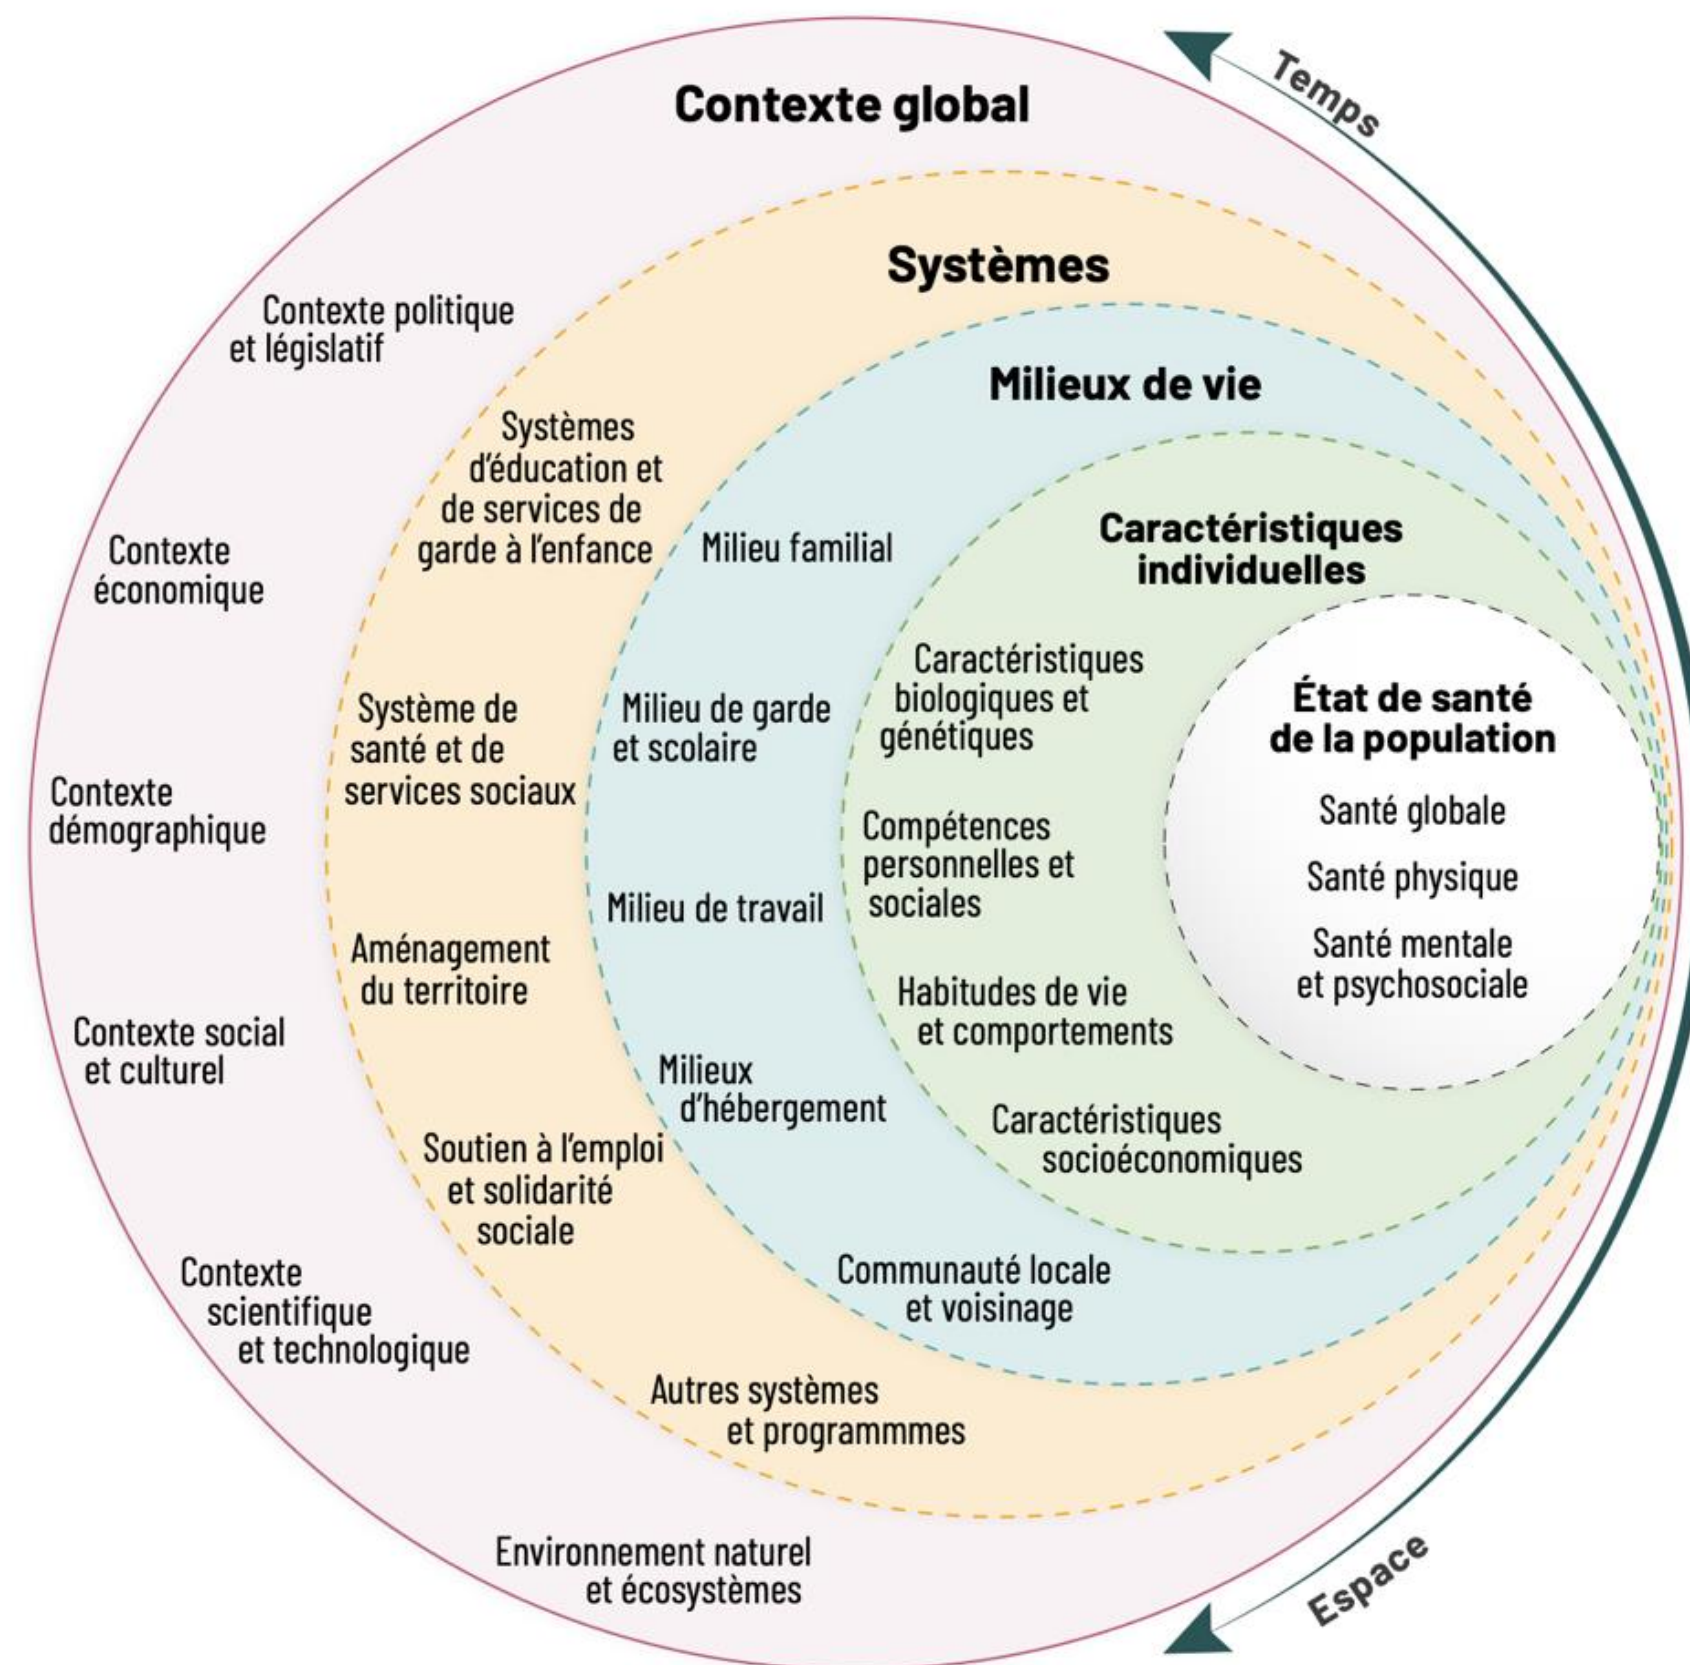 Temps
Contexte global
Contexte politique
et législatif
Contexte
économique
Contexte
démographique
Contexte social
et culturel
Contexte
scientifique
et technologique
Environnement naturel
et écosystèmes
Systèmes
Systèmes
d'éducation et
de services de
garde à l'enfance
Système de
santé et de
services sociaux
Aménagement
du territoire
Soutien à l'emploi
et solidarité
sociale
Autres systèmes
et programmmes
Milieux de vie
Milieu familial
Milieu de garde
et scolaire
Milieu de travail
Milieux
d'hébergement
Communauté locale
et voisinage
Caractéristiques
individuelles
Caractéristiques
biologiques et
génétiques
Compétences
personnelles et
sociales
Habitudes de vie
et comportements
Caractéristiques
socioéconomiques
État de santé
de la population
Santé globale
Santé physique
Santé mentale
et psychosociale
Espace